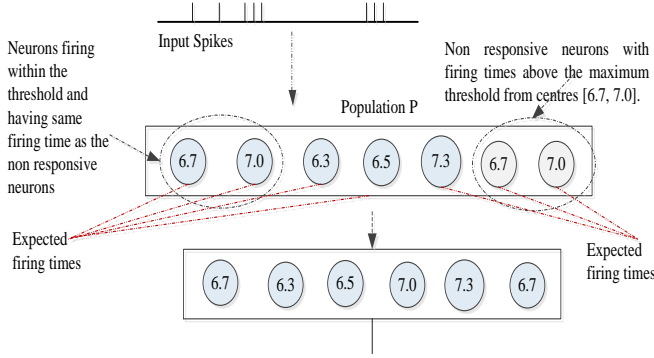 Input Spikes
Neurons firing
within the
threshold and
having same
firing time as the
non responsive
neurons
Non responsive neurons with
firing times above the maximum
threshold from centres [6.7, 7.0].
Population P
6.7 7.0 6.3 6.5 7.3 6.7 7.0
Expected
firing times
Expected
firing times
6.7 6.3 6.5 7.0 7.3 6.7